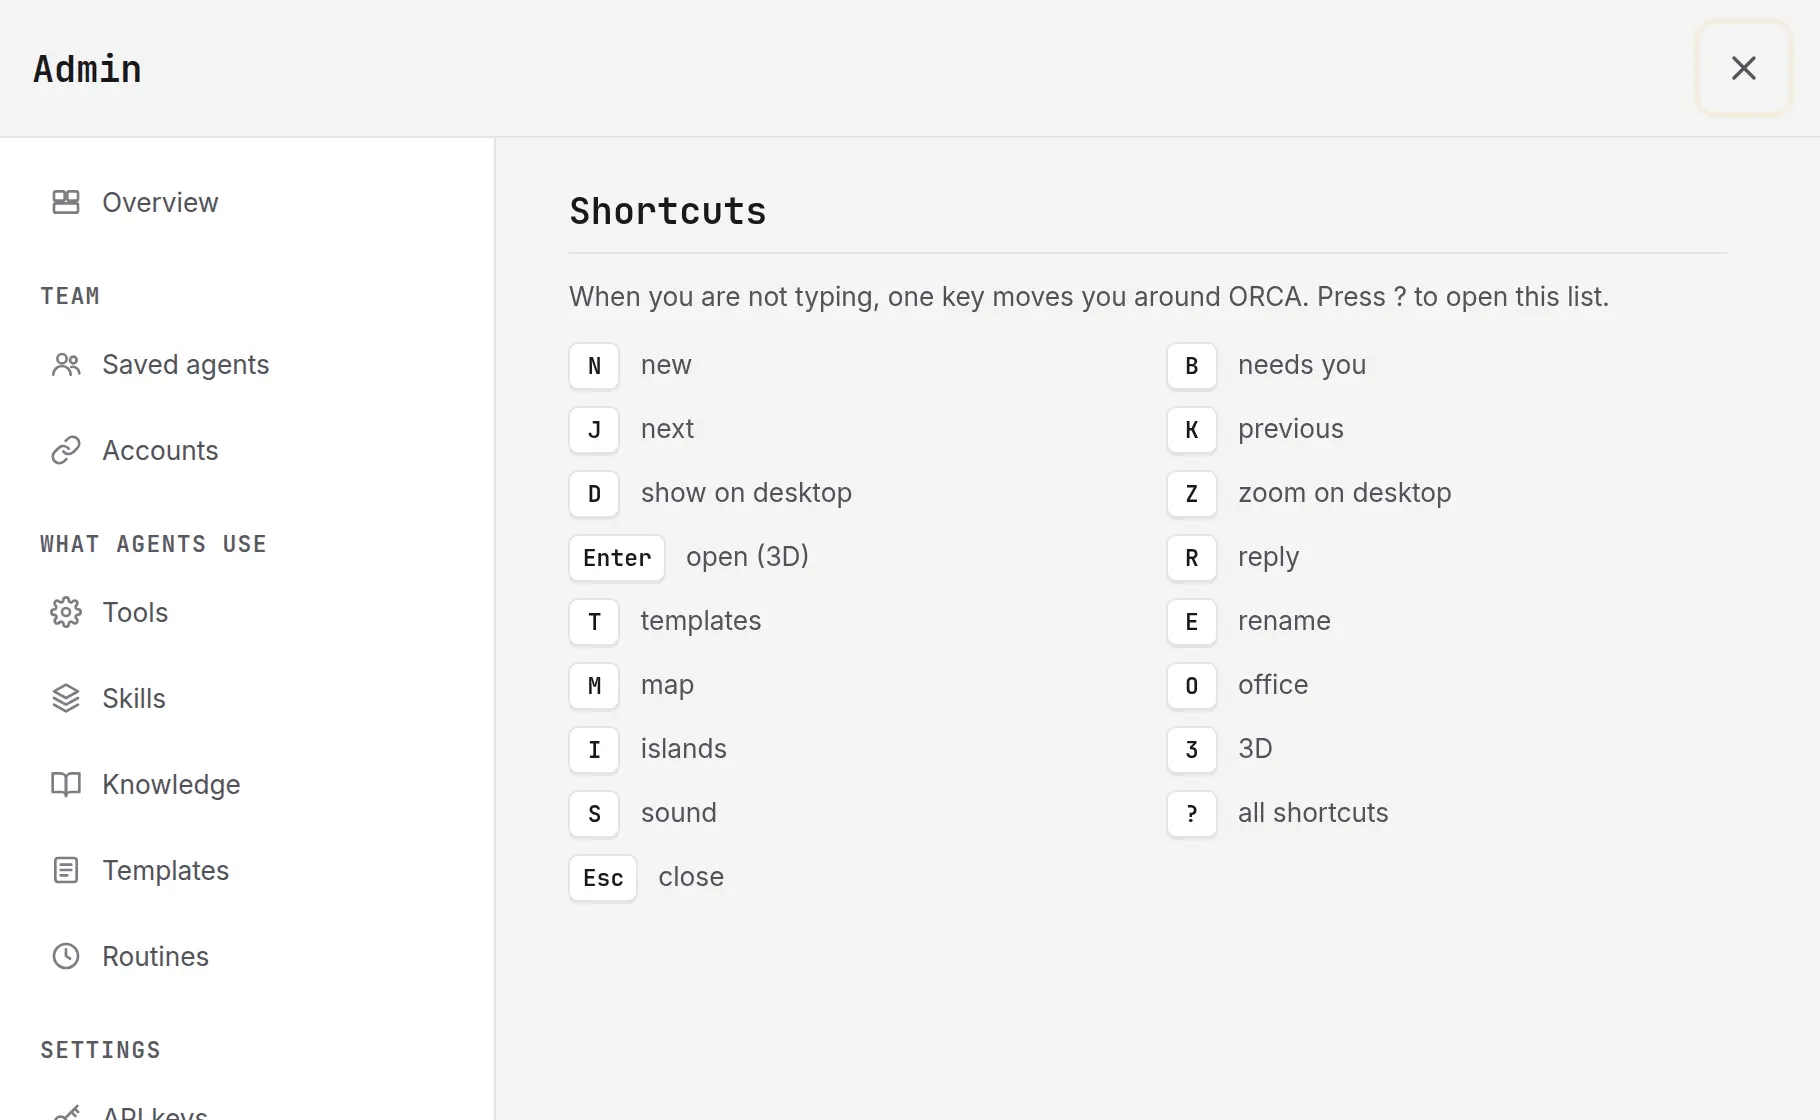 Admin
Overview
TEAM
Saved agents
Accounts
WHAT AGENTS USE
Tools
Skills
Knowledge
Templates
Routines
SETTINGS
API keys
Shortcuts
When you are not typing, one key moves you around ORCA. Press ? to open this list.
N new
B needs you
J next
K previous
D show on desktop
Z zoom on desktop
Enter open (3D)
R reply
T templates
E rename
M map
O office
I islands
3 3D
S sound
? all shortcuts
Esc close